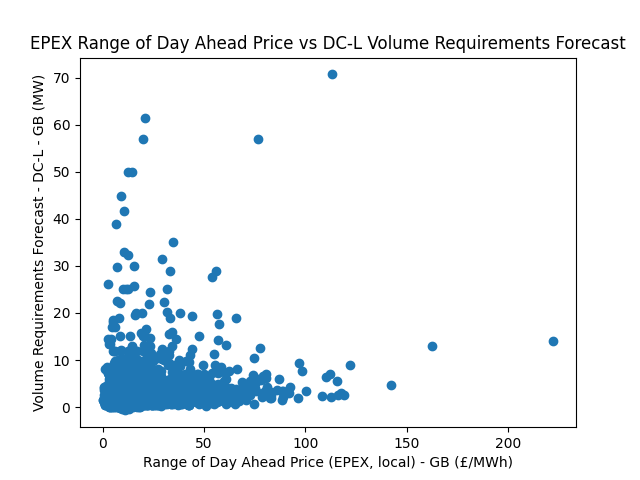 EPEX Range of Day Ahead Price vs DC-L Volume Requirements Forecast
Volume Requirements Forecast - DC-L - GB (MW)
70
60
50
40
30
20
10
0
0 50 100 150 200
Range of Day Ahead Price (EPEX, local) - GB (£/MWh)